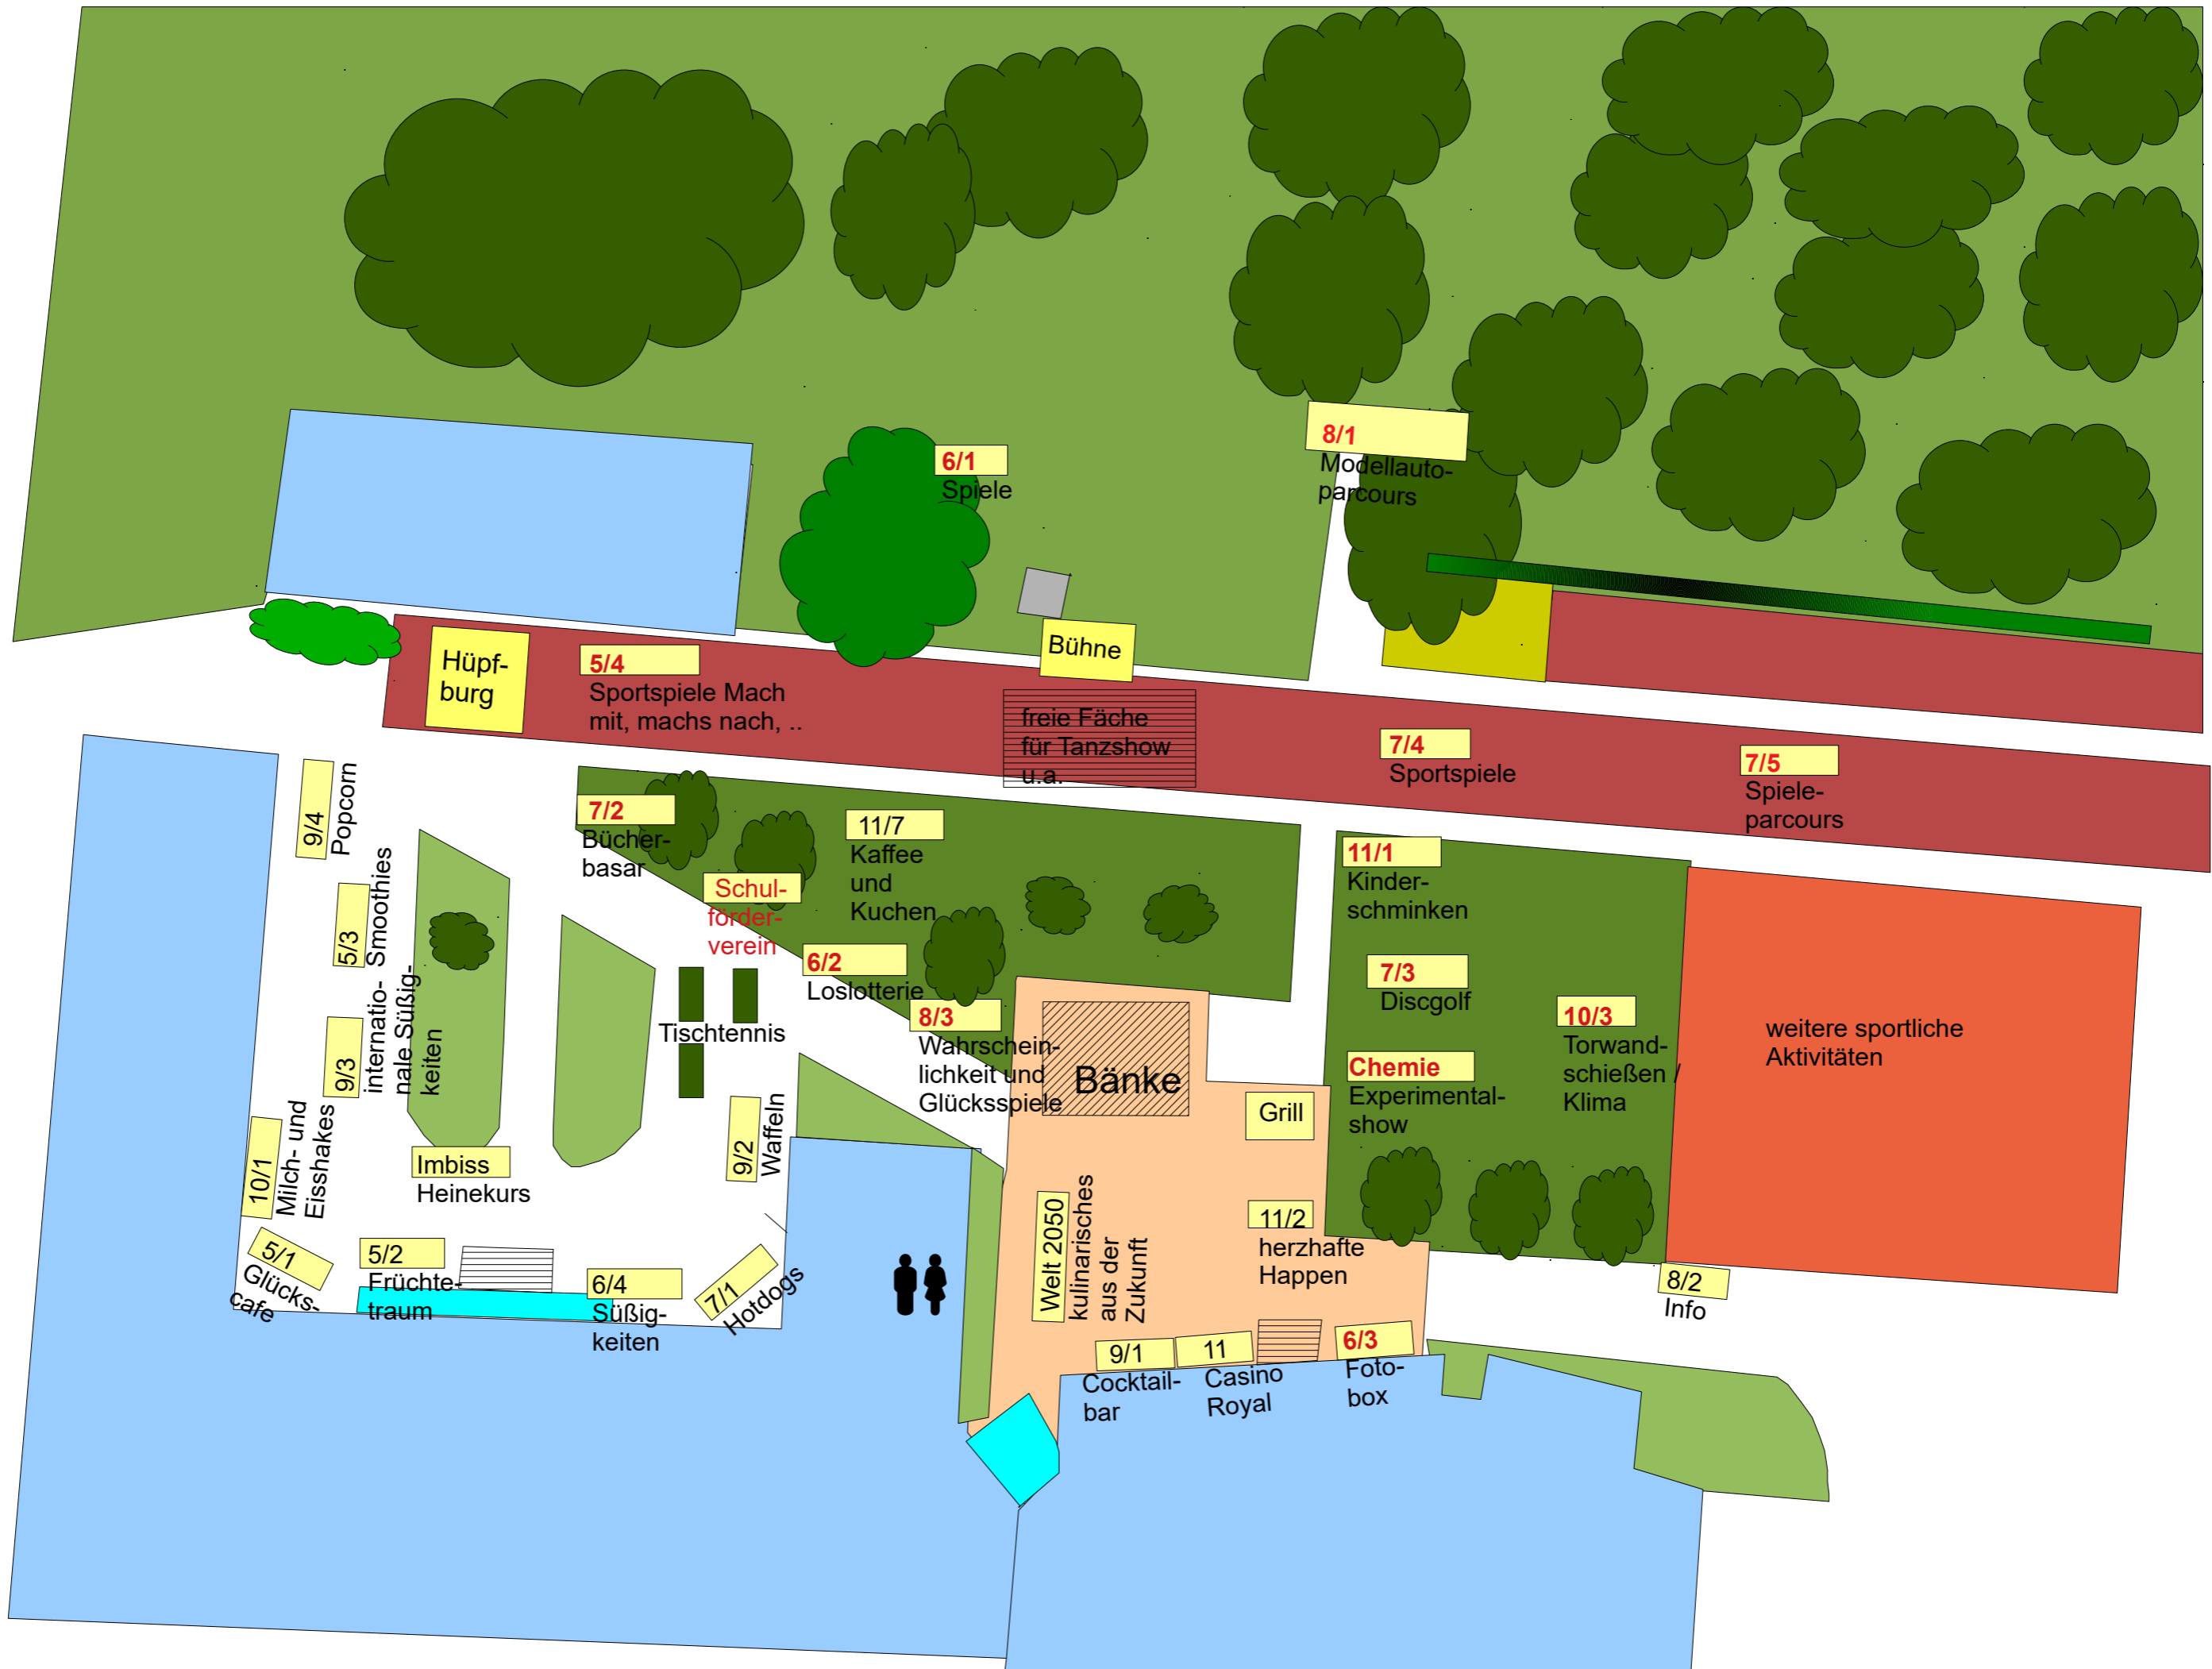 6/1
Spiele
8/1
Modellauto-
parcours
Hüpf-
burg
5/4
Sportspiele Mach
mit, machs nach, ..
Bühne
freie Fäche
für Tanzshow
u.a.
7/4
Sportspiele
7/5
Spiele-
parcours
9/4
Popcorn
7/2
Bücher-
basar
11/7
Kaffee
und
Kuchen
Schul-
förder-
verein
11/1
Kinder-
schminken
5/3
Smoothies
6/2
Loslotterie
7/3
Discgolf
9/3
internatio-
nale Süßig-
keiten
Tischtennis
8/3
Wahrschein-
lichkeit und
Glücksspiele
Bänke
Grill
Chemie
Experimental-
show
10/3
Torwand-
schießen /
Klima
weitere sportliche
Aktivitäten
10/1
Milch- und
Eisshakes
Imbiss
Heinekurs
9/2
Waffeln
Welt 2050
kulinarisches
aus der
Zukunft
11/2
herzhafte
Happen
5/1
Glücks-
cafe
5/2
Früchte-
traum
6/4
Süßig-
keiten
7/1
Hotdogs
8/2
Info
9/1
Cocktail-
bar
11
Casino
Royal
6/3
Foto-
box